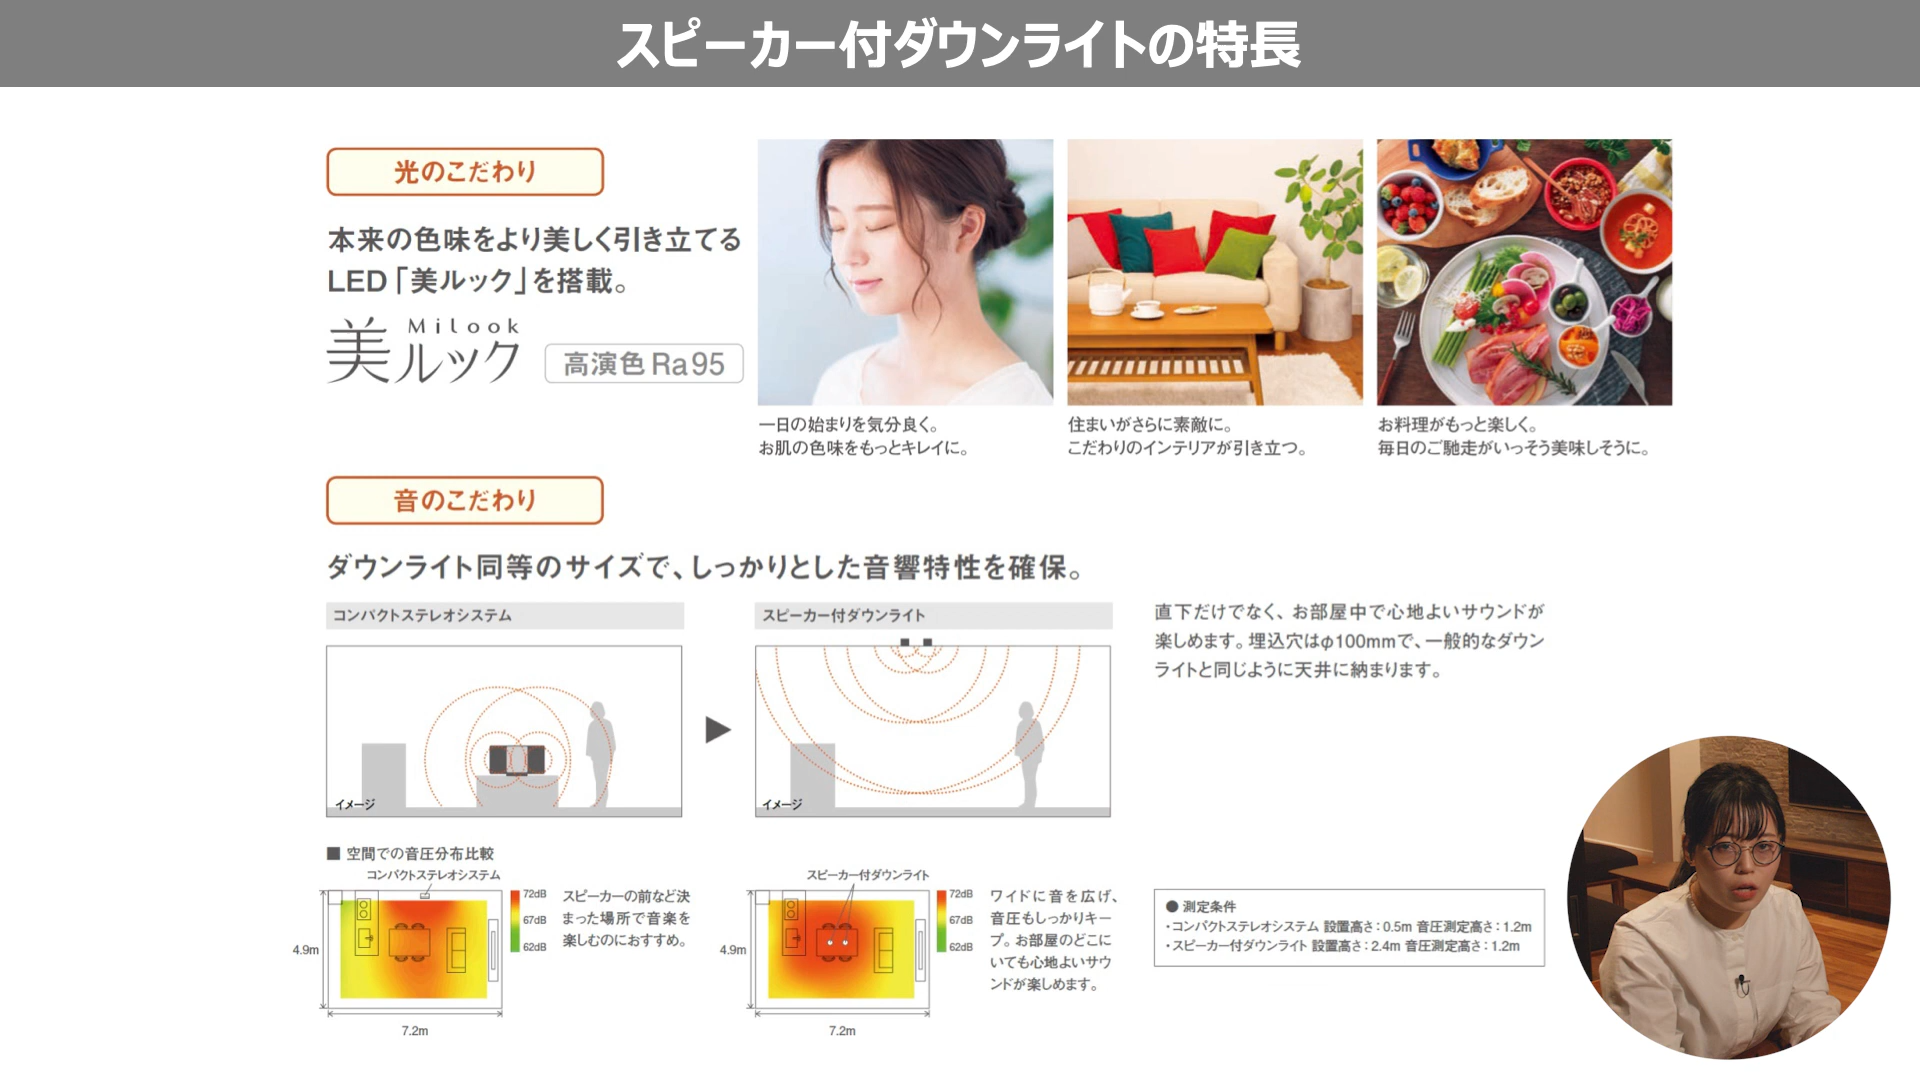 スピーカー付ダウンライトの特長
光のこだわり
本来の色味をより美しく引き立てる
LED「美ルック」を搭載。
Milook
美ルック
高演色Ra95
一日の始まりを気分良く。
お肌の色味をもっとキレイに。
住まいがさらに素敵に。
こだわりのインテリアが引き立つ。
お料理がもっと楽しく。
毎日のご馳走がいっそう美味しそうに。
音のこだわり
ダウンライト同等のサイズで、しっかりとした音響特性を確保。
コンパクトステレオシステム
イメージ
スピーカー付ダウンライト
イメージ
直下だけでなく、お部屋中で心地よいサウンドが
楽しめます。埋込穴はφ100mmで、一般的なダウン
ライトと同じように天井に納まります。
■ 空間での音圧分布比較
コンパクトステレオシステム
72dB
67dB
62dB
4.9m
7.2m
スピーカーの前など決
まった場所で音楽を
楽しむのにおすすめ。
スピーカー付ダウンライト
72dB
67dB
62dB
4.9m
7.2m
ワイドに音を広げ、
音圧もしっかりキー
プ。お部屋のどこに
いても心地よいサウ
ンドが楽しめます。
● 測定条件
・コンパクトステレオシステム 設置高さ：0.5m 音圧測定高さ：1.2m
・スピーカー付ダウンライト 設置高さ：2.4m 音圧測定高さ：1.2m